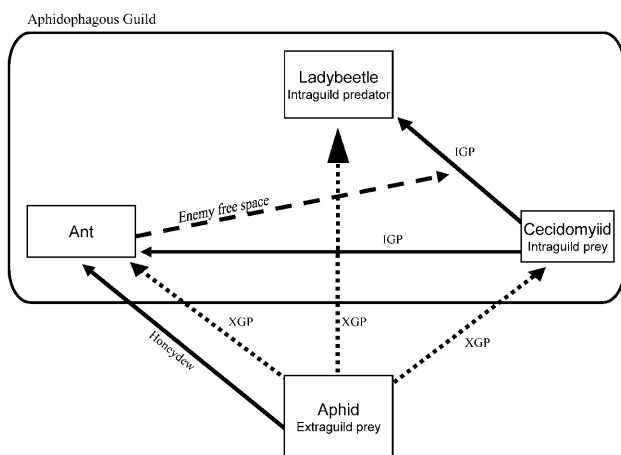 Aphidophagous Guild
Ladybeetle
Intraguild predator
IGP
Enemy free space
Ant
Cecidomyiid
Intraguild prey
IGP
XGP
XGP
XGP
Honeydew
Aphid
Extraguild prey